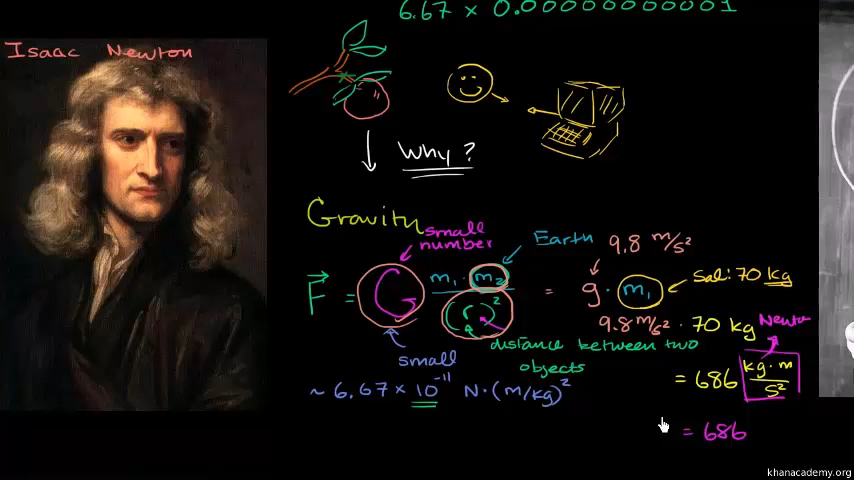 6.67 x 0.00000000001
Isaac Newton
Why?
Gravity
small
number
Earth
9.8 m/s²
F = G m₁ · m₂ / (r)² = g · m₁
Sal: 70 kg
9.8 m/s² · 70 kg
distance between two
objects
small
~ 6.67 x 10⁻¹¹ N · (m/kg)²
= 686 kg · m / s²
= 686
khanacademy.org